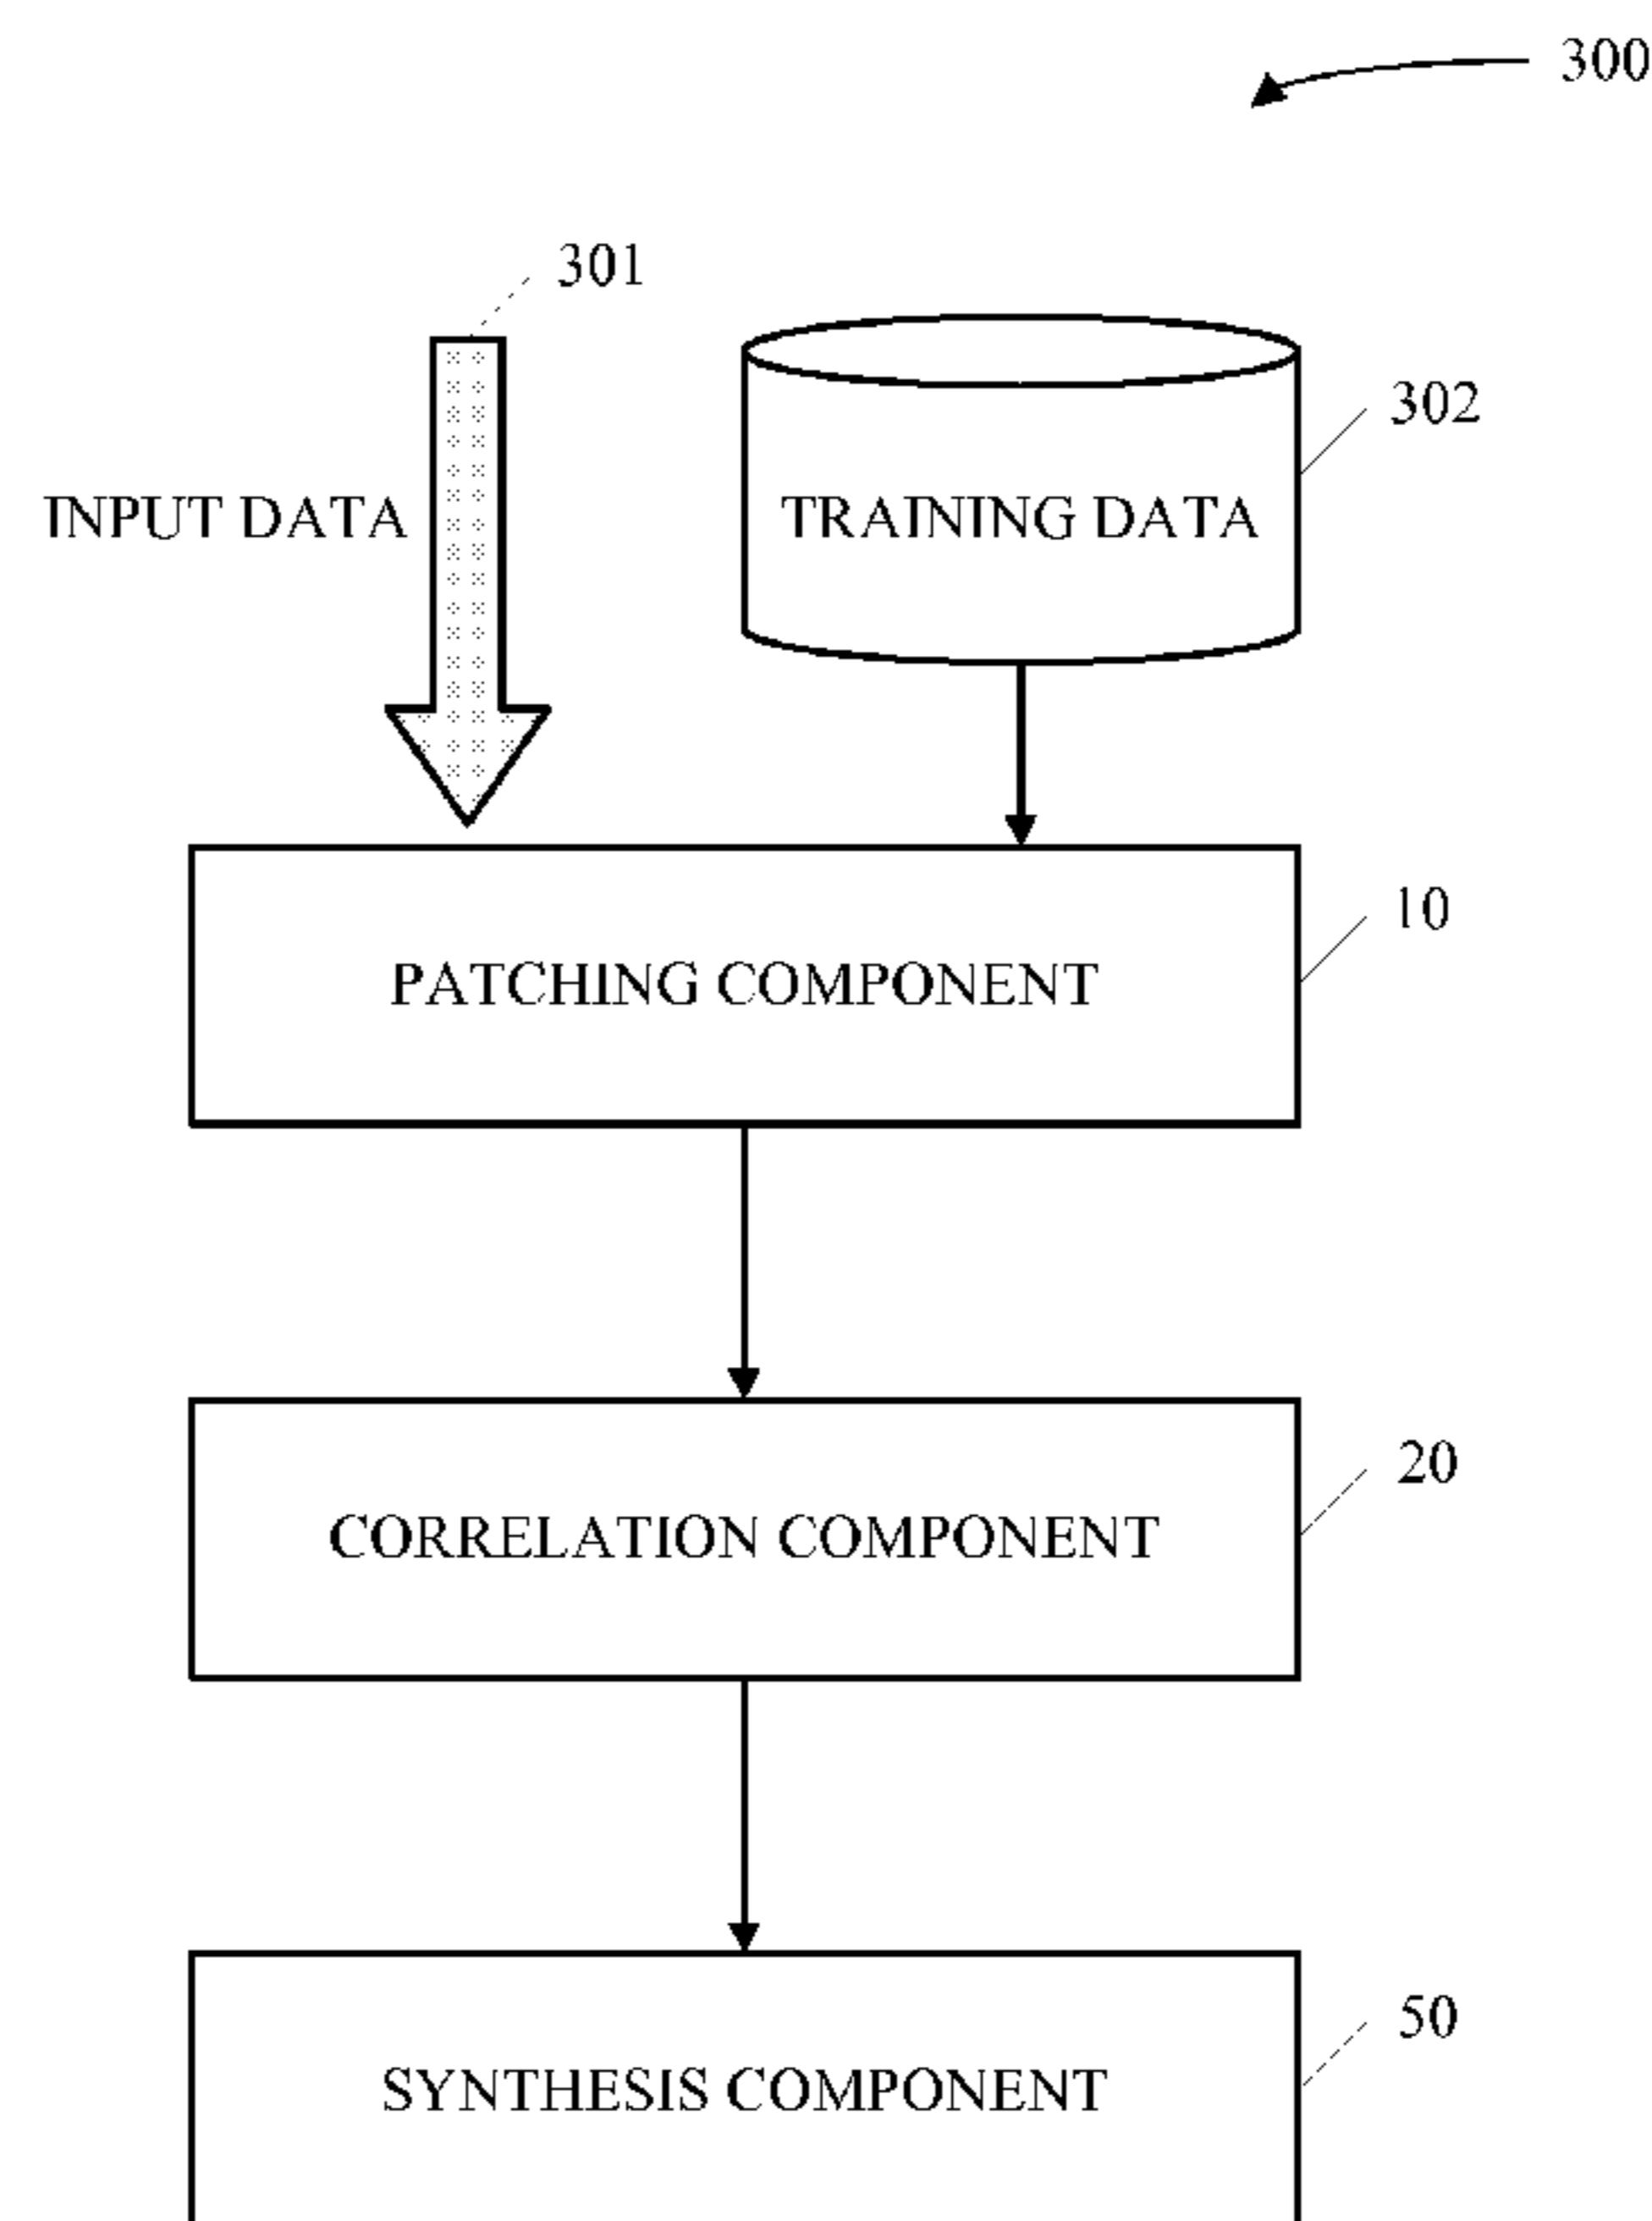 300
301
302
INPUT DATA
TRAINING DATA
10
PATCHING COMPONENT
20
CORRELATION COMPONENT
50
SYNTHESIS COMPONENT